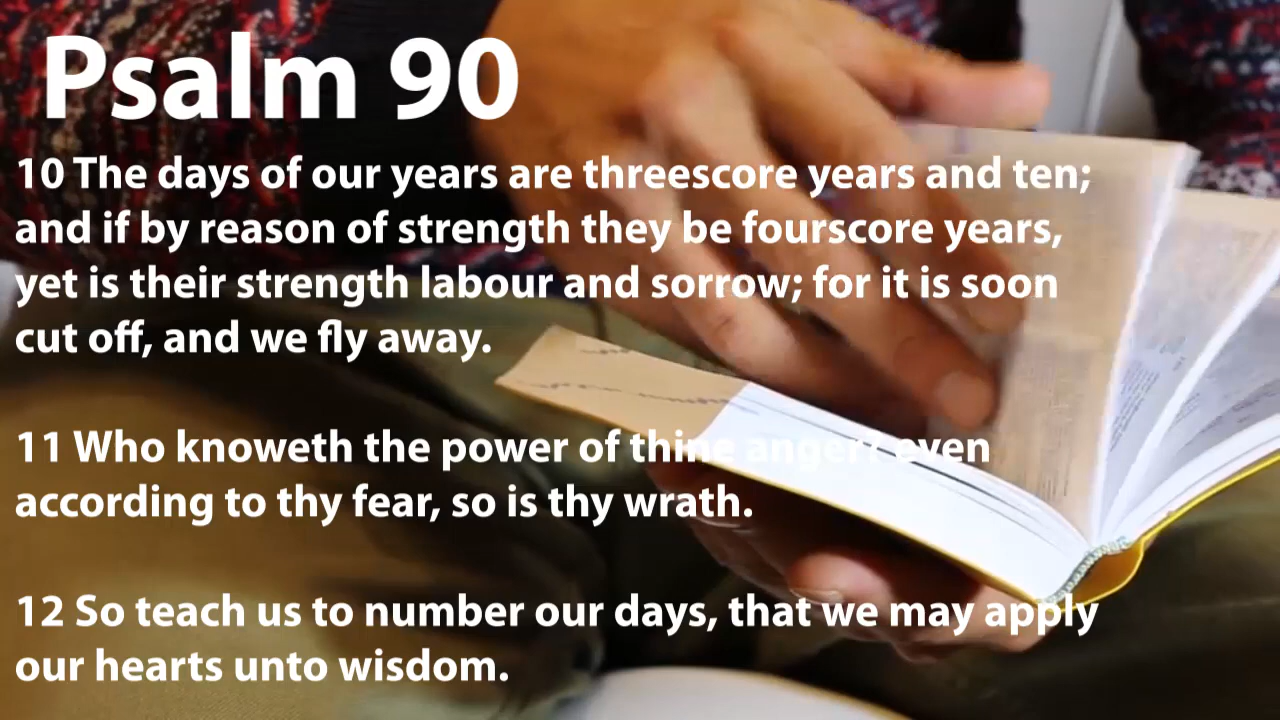 Psalm 90
10 The days of our years are threescore years and ten;
and if by reason of strength they be fourscore years,
yet is their strength labour and sorrow; for it is soon
cut off, and we fly away.
11 Who knoweth the power of thine anger? even
according to thy fear, so is thy wrath.
12 So teach us to number our days, that we may apply
our hearts unto wisdom.